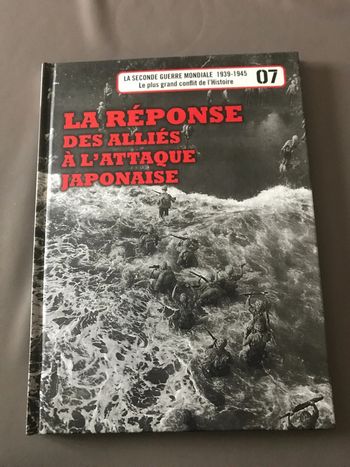 LA SECONDE GUERRE MONDIALE 1939-1945
Le plus grand conflit de l'Histoire
07
LA RÉPONSE
DES ALLIÉS
À L'ATTAQUE
JAPONAISE